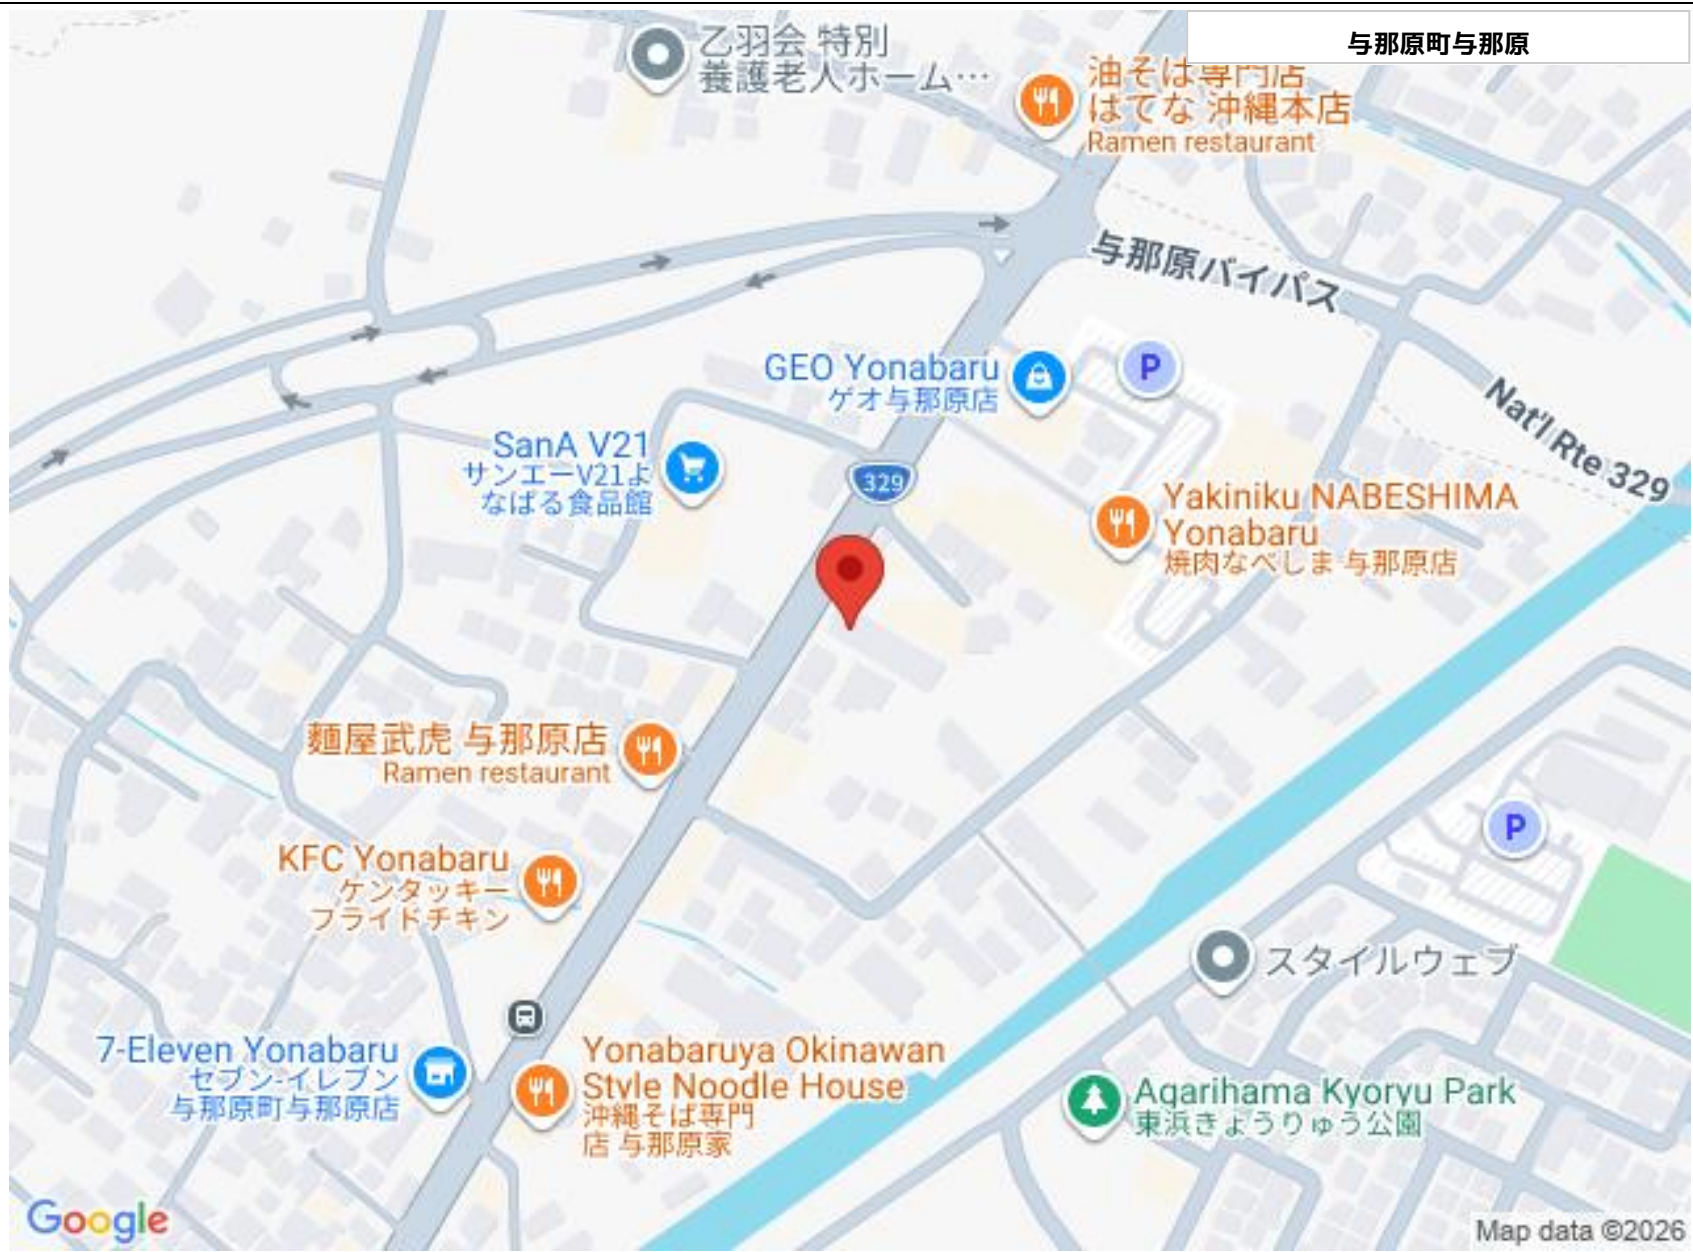 与那原町与那原
乙羽会 特別
養護老人ホーム…
油そば専門店
はてな 沖縄本店
Ramen restaurant
与那原バイパス
GEO Yonabaru
ゲオ与那原店
P
Nat'l Rte 329
SanA V21
サンエーV21よ
なばる食品館
329
Yakiniku NABESHIMA
Yonabaru
焼肉なべしま 与那原店
麺屋武虎 与那原店
Ramen restaurant
P
KFC Yonabaru
ケンタッキー
フライドチキン
スタイルウェブ
7-Eleven Yonabaru
セブン-イレブン
与那原町与那原店
Yonabaruya Okinawan
Style Noodle House
沖縄そば専門
店 与那原家
Agarihama Kyoryu Park
東浜きょうりゅう公園
Google
Map data ©2026